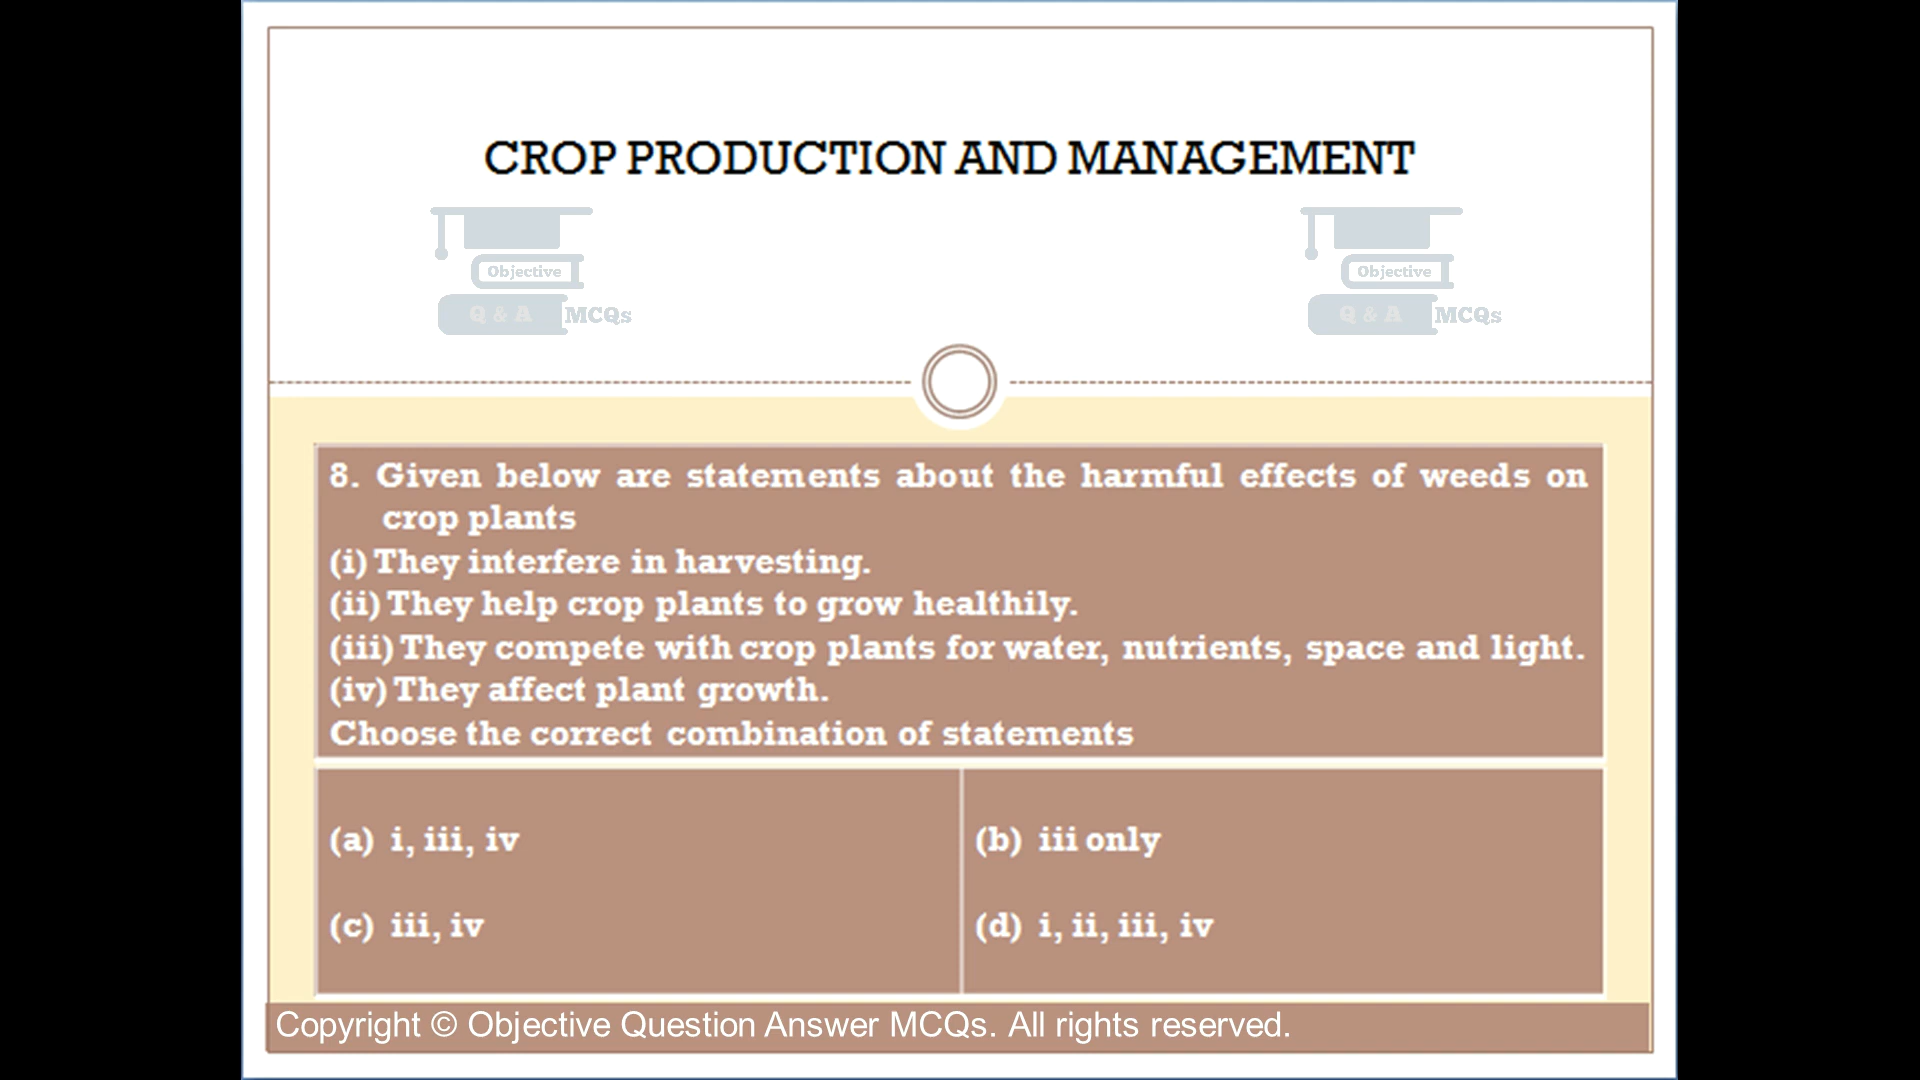 CROP PRODUCTION AND MANAGEMENT
Objective
Q & A MCQs
Objective
Q & A MCQs
8. Given below are statements about the harmful effects of weeds on
crop plants
(i) They interfere in harvesting.
(ii) They help crop plants to grow healthily.
(iii) They compete with crop plants for water, nutrients, space and light.
(iv) They affect plant growth.
Choose the correct combination of statements
(a) i, iii, iv
(b) iii only
(c) iii, iv
(d) i, ii, iii, iv
Copyright © Objective Question Answer MCQs. All rights reserved.